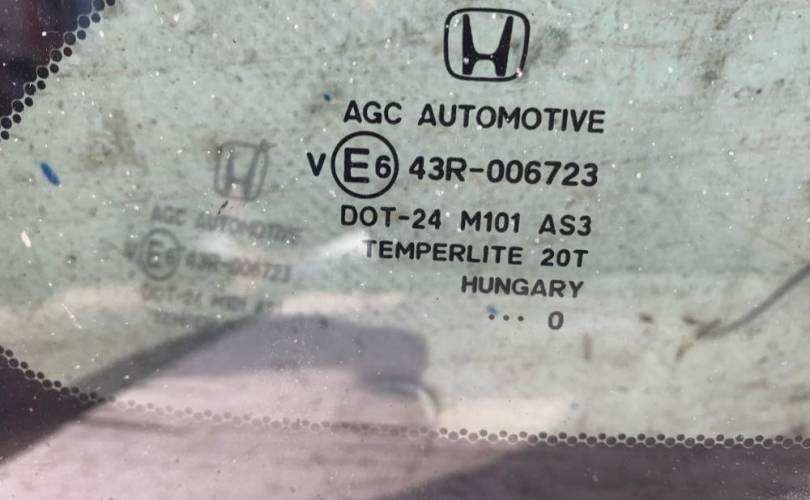 AGC AUTOMOTIVE
V E6 43R-006723
DOT-24 M101 AS3
TEMPERLITE 20T
HUNGARY
··· 0